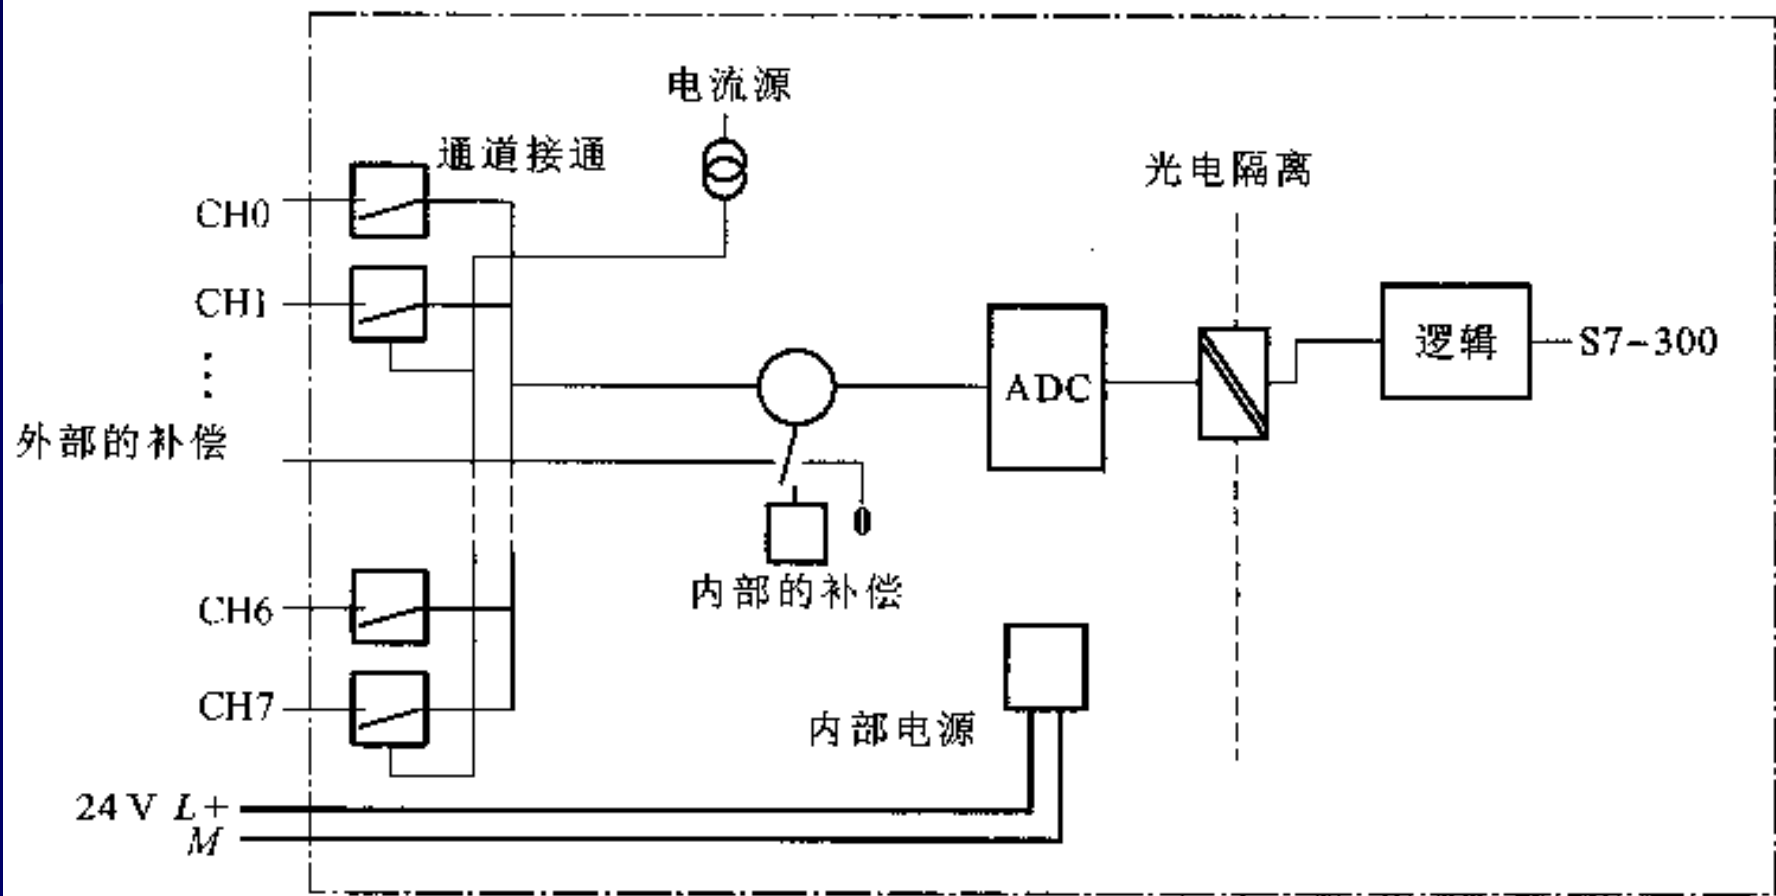 电流源
通道接通
光电隔离
CH0
CH1
逻辑
S7-300
ADC
外部的补偿
内部的补偿
CH6
CH7
内部电源
24 V L+
M